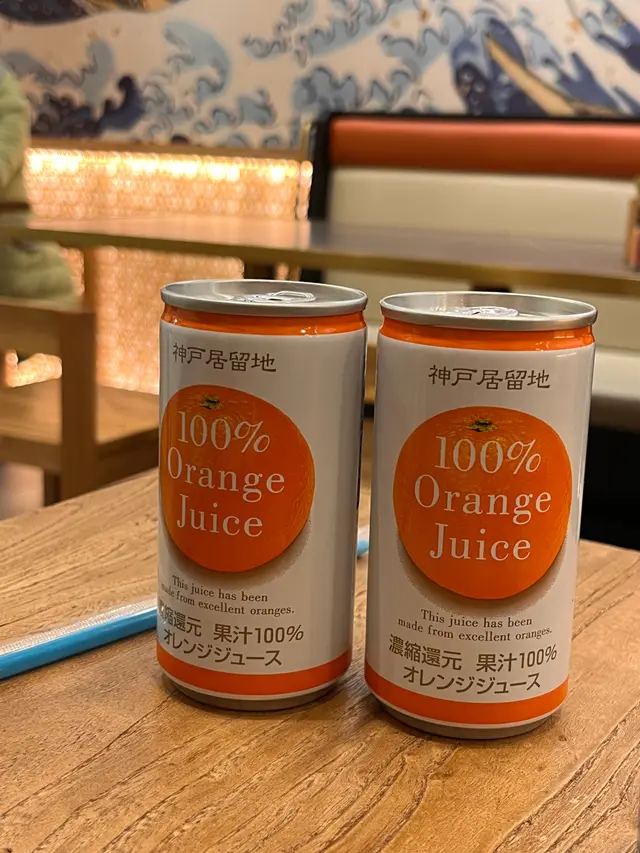 神戸居留地
100%
Orange
Juice
This juice has been
made from excellent oranges.
縮還元 果汁100%
オレンジジュース
神戸居留地
100%
Orange
Juice
This juice has been
made from excellent oranges.
濃縮還元 果汁100%
オレンジジュース